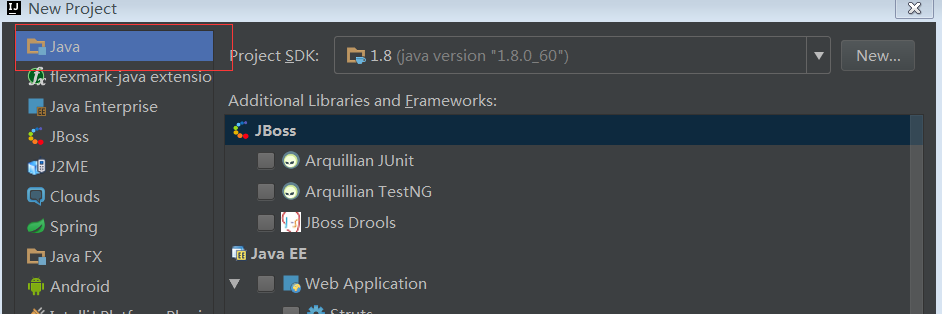 New Project
Java
flexmark-java extensio
Java Enterprise
JBoss
J2ME
Clouds
Spring
Java FX
Android
Project SDK: 1.8 (java version "1.8.0_60") New...
Additional Libraries and Frameworks:
JBoss
Arquillian JUnit
Arquillian TestNG
JBoss Drools
Java EE
Web Application
Struts